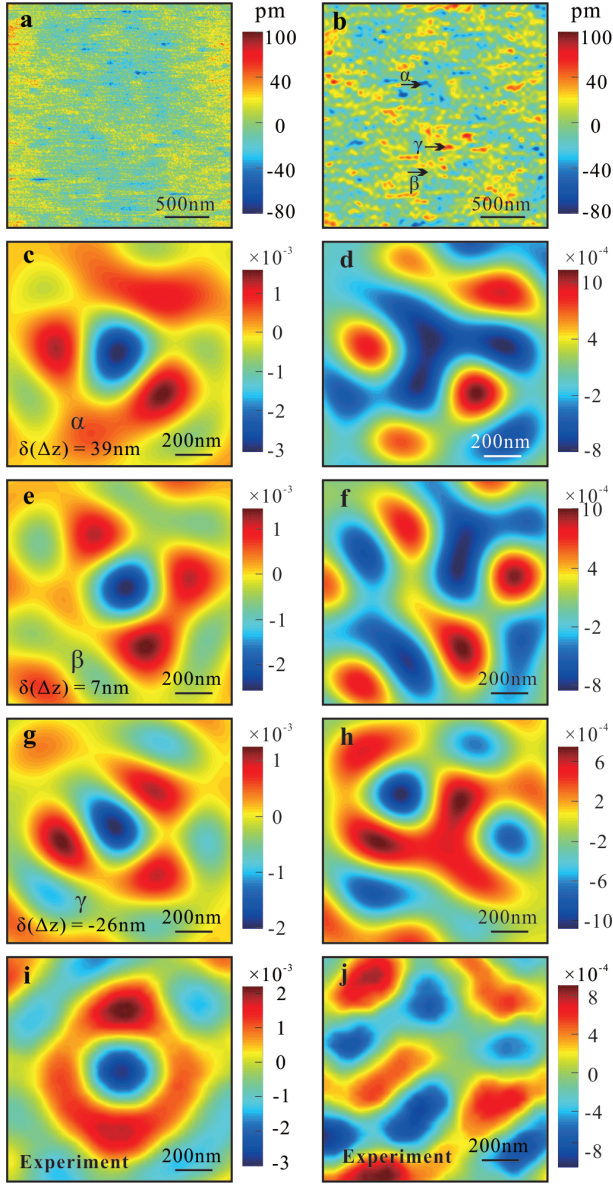 a
pm
100
40
0
-40
-80
500nm
b
α
γ
β
pm
100
40
0
-40
-80
500nm
c
α
δ(Δz) = 39nm
200nm
×10⁻³
1
0
-1
-2
-3
d
200nm
×10⁻⁴
10
4
-2
-8
e
β
δ(Δz) = 7nm
200nm
×10⁻³
1
0
-1
-2
f
200nm
×10⁻⁴
10
4
-2
-8
g
γ
δ(Δz) = -26nm
200nm
×10⁻³
1
0
-1
-2
h
200nm
×10⁻⁴
6
2
-2
-6
-10
i
Experiment
200nm
×10⁻³
2
1
0
-1
-2
-3
j
Experiment
200nm
×10⁻⁴
8
4
0
-4
-8